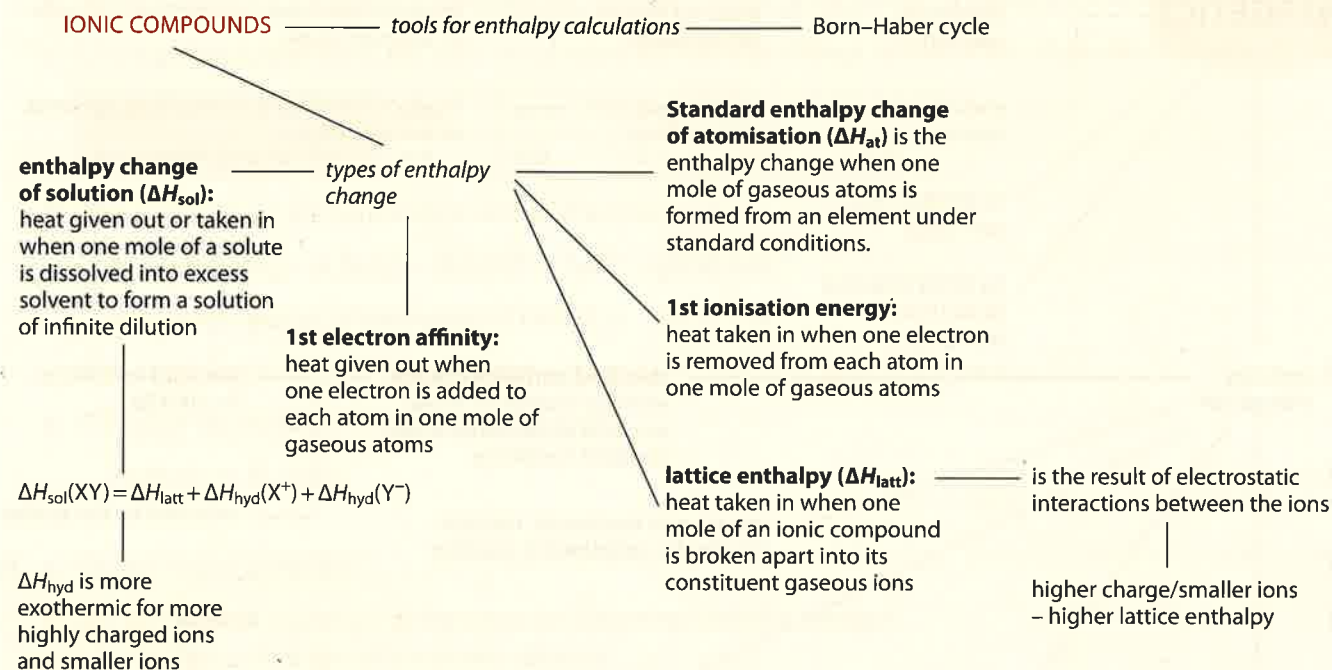 IONIC COMPOUNDS tools for enthalpy calculations Born–Haber cycle
types of enthalpy
change
enthalpy change
of solution (ΔHsol):
heat given out or taken in
when one mole of a solute
is dissolved into excess
solvent to form a solution
of infinite dilution
ΔHsol(XY) = ΔHlatt + ΔHhyd(X⁺) + ΔHhyd(Y⁻)
ΔHhyd is more
exothermic for more
highly charged ions
and smaller ions
1st electron affinity:
heat given out when
one electron is added to
each atom in one mole of
gaseous atoms
Standard enthalpy change
of atomisation (ΔHat) is the
enthalpy change when one
mole of gaseous atoms is
formed from an element under
standard conditions.
1st ionisation energy:
heat taken in when one electron
is removed from each atom in
one mole of gaseous atoms
lattice enthalpy (ΔHlatt):
heat taken in when one
mole of an ionic compound
is broken apart into its
constituent gaseous ions
is the result of electrostatic
interactions between the ions
higher charge/smaller ions
– higher lattice enthalpy